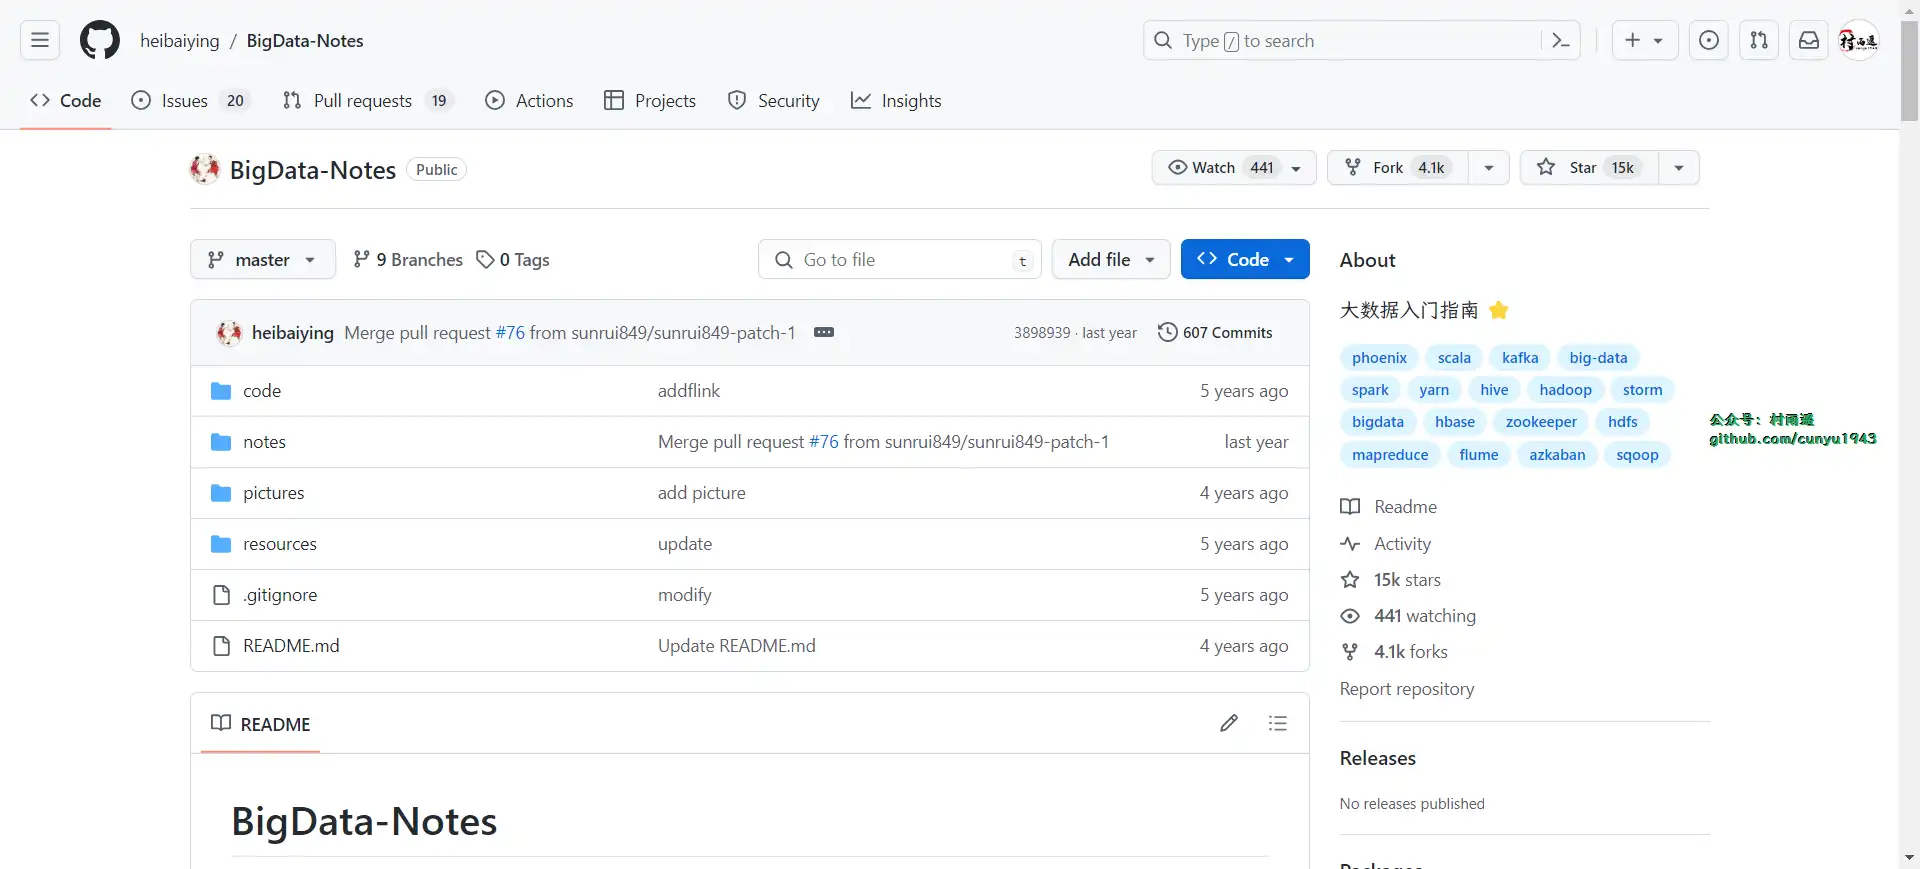 heibaiying / BigData-Notes
Type / to search
村雨遥
Code
Issues 20
Pull requests 19
Actions
Projects
Security
Insights
BigData-Notes Public
Watch 441
Fork 4.1k
Star 15k
master
9 Branches
0 Tags
Go to file t
Add file
Code
heibaiying Merge pull request #76 from sunrui849/sunrui849-patch-1 3898939 · last year 607 Commits
code addflink 5 years ago
notes Merge pull request #76 from sunrui849/sunrui849-patch-1 last year
pictures add picture 4 years ago
resources update 5 years ago
.gitignore modify 5 years ago
README.md Update README.md 4 years ago
README
BigData-Notes
About
大数据入门指南 ⭐
phoenix scala kafka big-data
spark yarn hive hadoop storm
bigdata hbase zookeeper hdfs
mapreduce flume azkaban sqoop
Readme
Activity
15k stars
441 watching
4.1k forks
Report repository
Releases
No releases published
Packages
公众号：村雨遥
github.com/cunyu1943